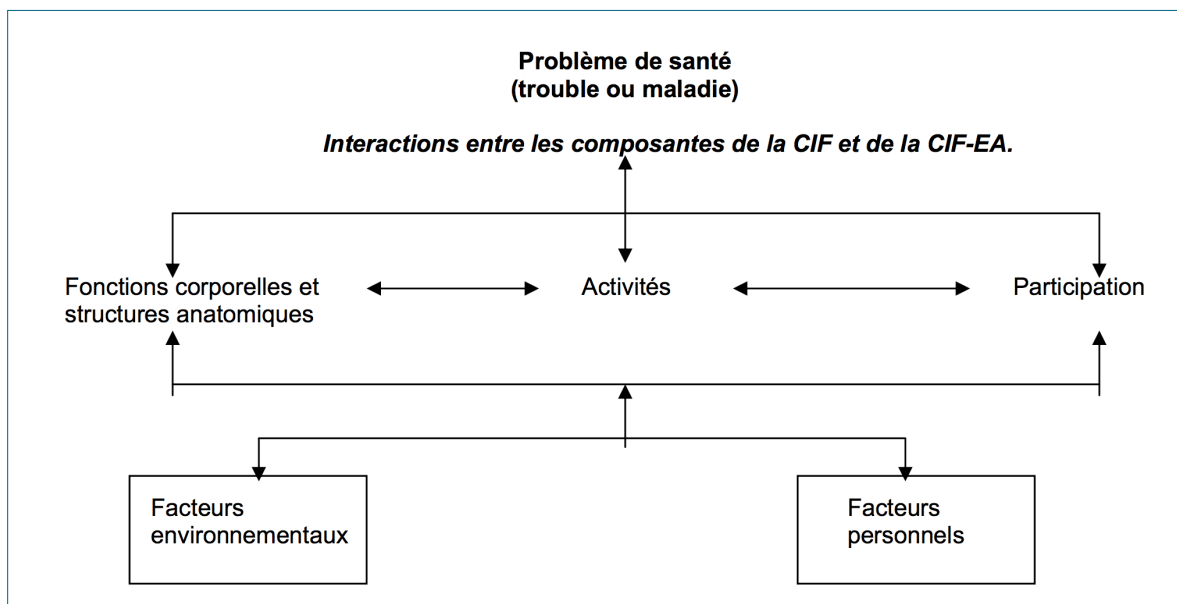 Problème de santé
(trouble ou maladie)
Interactions entre les composantes de la CIF et de la CIF-EA.
Fonctions corporelles et
structures anatomiques
Activités
Participation
Facteurs
environnementaux
Facteurs
personnels